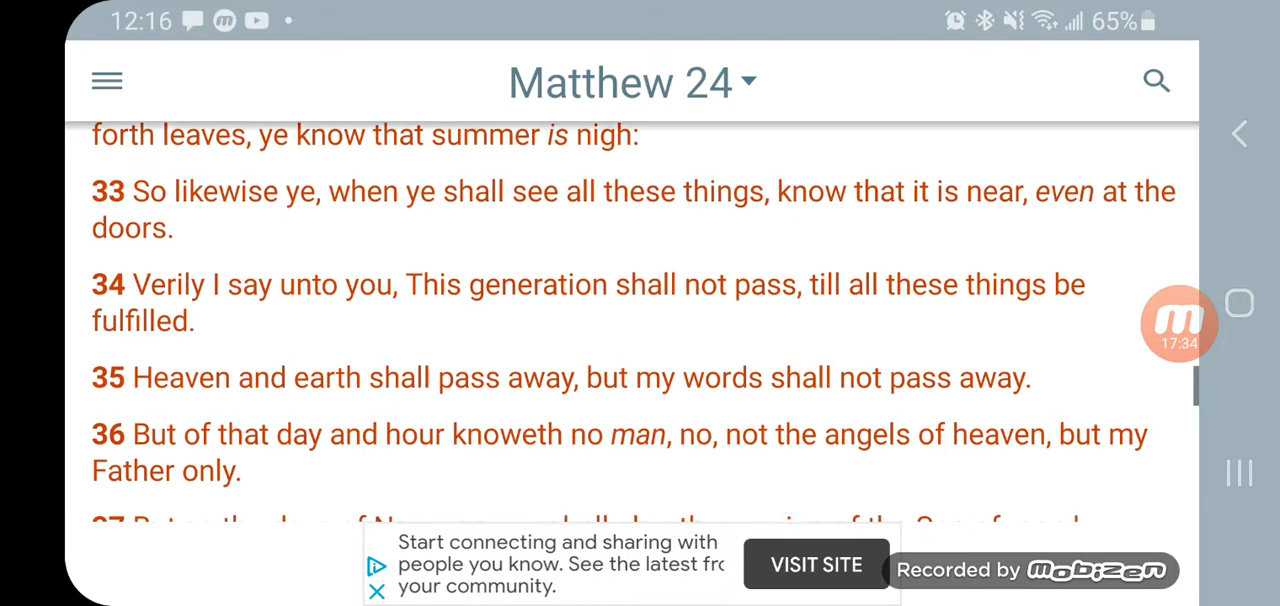 12:16
65%
Matthew 24
forth leaves, ye know that summer is nigh:
33 So likewise ye, when ye shall see all these things, know that it is near, even at the
doors.
34 Verily I say unto you, This generation shall not pass, till all these things be
fulfilled.
17:34
35 Heaven and earth shall pass away, but my words shall not pass away.
36 But of that day and hour knoweth no man, no, not the angels of heaven, but my
Father only.
Start connecting and sharing with
people you know. See the latest fr
your community.
VISIT SITE
Recorded by mobizen